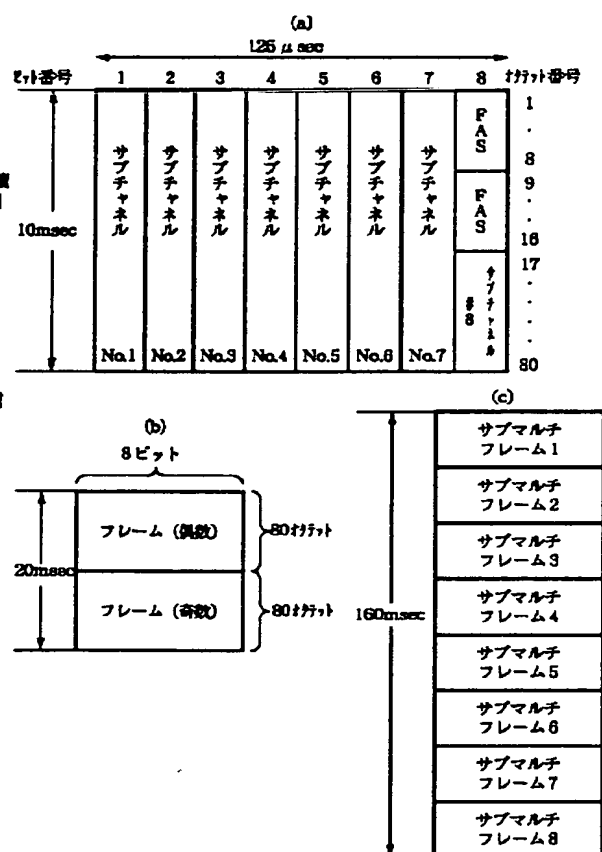 (a)
125 μ sec
ビット番号 1 2 3 4 5 6 7 8 オクテット番号
サブチャネル No.1
サブチャネル No.2
サブチャネル No.3
サブチャネル No.4
サブチャネル No.5
サブチャネル No.6
サブチャネル No.7
FAS
FAS
サブチャネル #8
10msec
1
8
9
16
17
80
(b)
8ビット
フレーム (偶数)
80オクテット
20msec
フレーム (奇数)
80オクテット
(c)
160msec
サブマルチ
フレーム1
サブマルチ
フレーム2
サブマルチ
フレーム3
サブマルチ
フレーム4
サブマルチ
フレーム5
サブマルチ
フレーム6
サブマルチ
フレーム7
サブマルチ
フレーム8